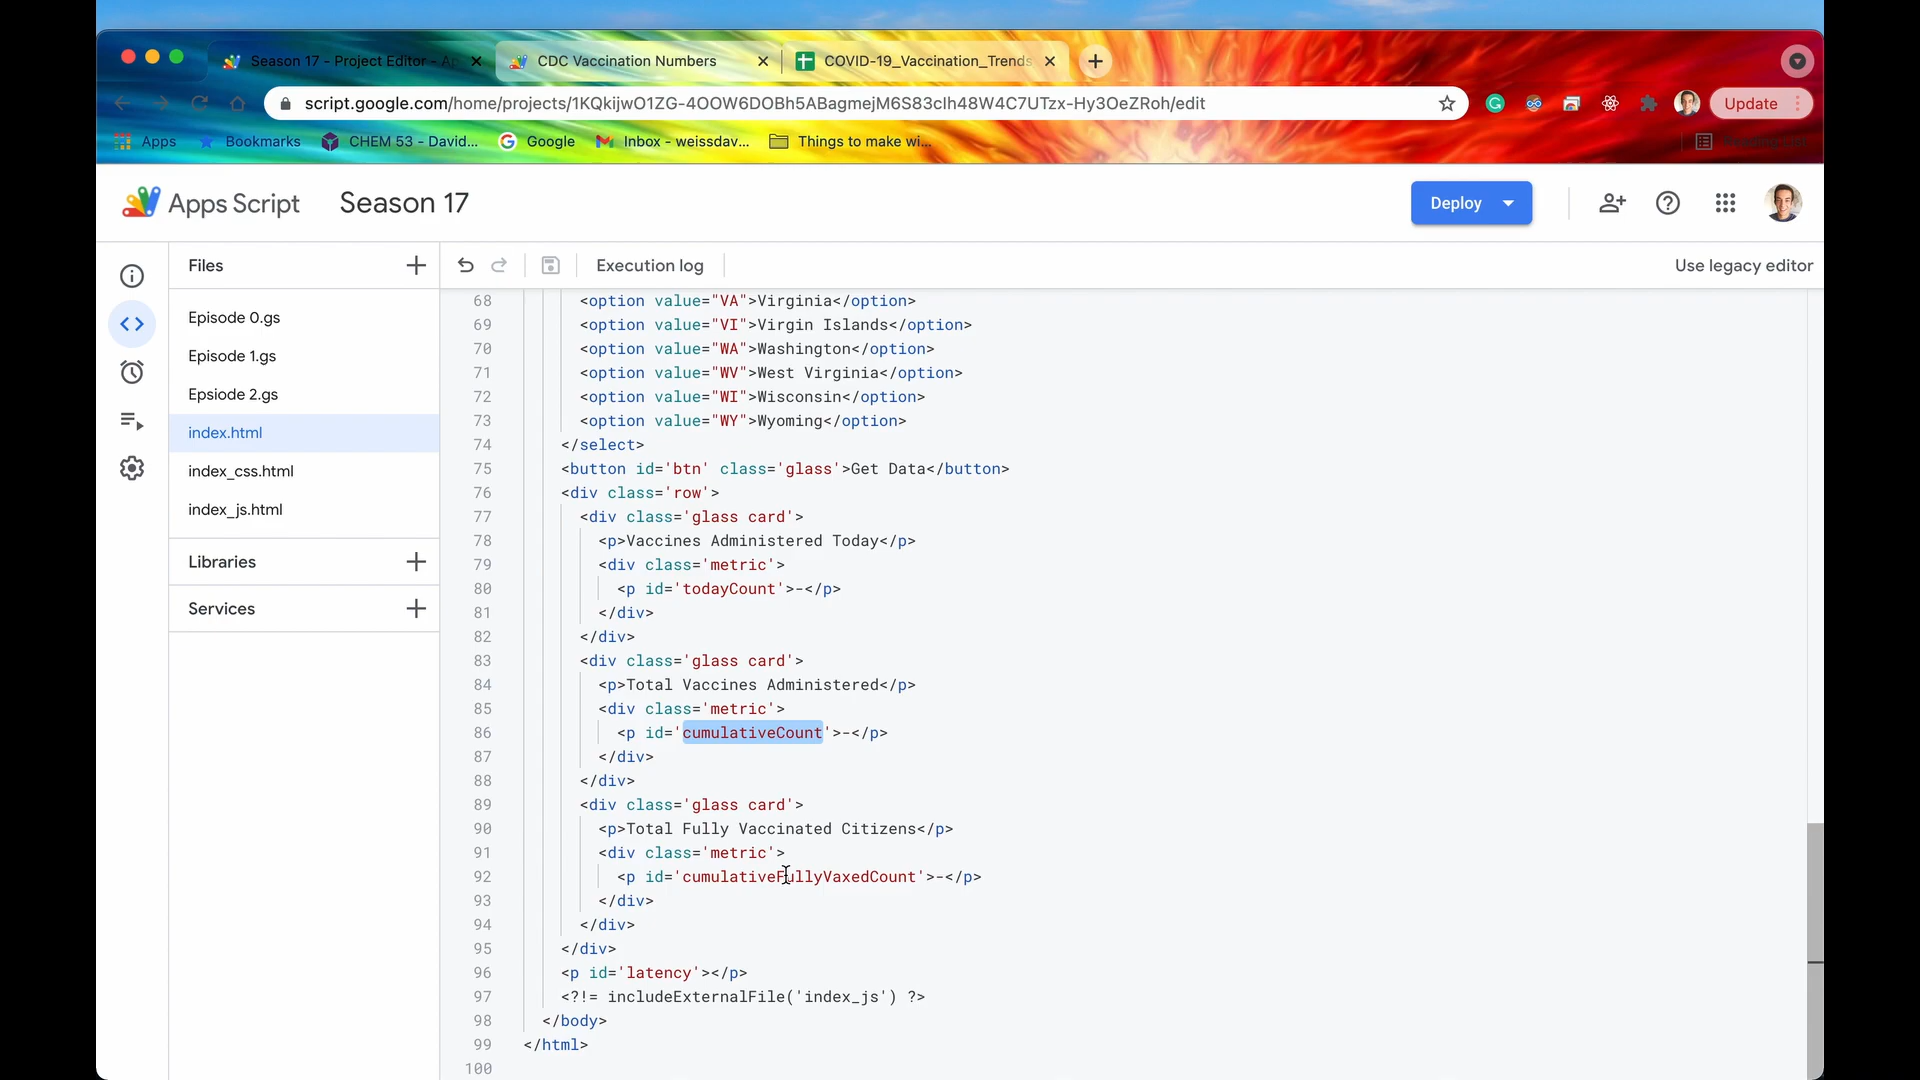 Season 17 - Project Editor - Ap
CDC Vaccination Numbers
COVID-19_Vaccination_Trends
script.google.com/home/projects/1KQkijwO1ZG-4OOW6DOBh5ABagmejM6S83clh48W4C7UTzx-Hy3OeZRoh/edit
Update
Apps
Bookmarks
CHEM 53 - David...
Google
Inbox - weissdav...
Things to make wi...
Reading List
Apps Script
Season 17
Deploy
Files
Execution log
Use legacy editor
Episode 0.gs
Episode 1.gs
Epsiode 2.gs
index.html
index_css.html
index_js.html
Libraries
Services
68 <option value="VA">Virginia</option>
69 <option value="VI">Virgin Islands</option>
70 <option value="WA">Washington</option>
71 <option value="WV">West Virginia</option>
72 <option value="WI">Wisconsin</option>
73 <option value="WY">Wyoming</option>
74 </select>
75 <button id='btn' class='glass'>Get Data</button>
76 <div class='row'>
77 <div class='glass card'>
78 <p>Vaccines Administered Today</p>
79 <div class='metric'>
80 <p id='todayCount'>-</p>
81 </div>
82 </div>
83 <div class='glass card'>
84 <p>Total Vaccines Administered</p>
85 <div class='metric'>
86 <p id='cumulativeCount'>-</p>
87 </div>
88 </div>
89 <div class='glass card'>
90 <p>Total Fully Vaccinated Citizens</p>
91 <div class='metric'>
92 <p id='cumulativeFullyVaxedCount'>-</p>
93 </div>
94 </div>
95 </div>
96 <p id='latency'></p>
97 <?!= includeExternalFile('index_js') ?>
98 </body>
99 </html>
100